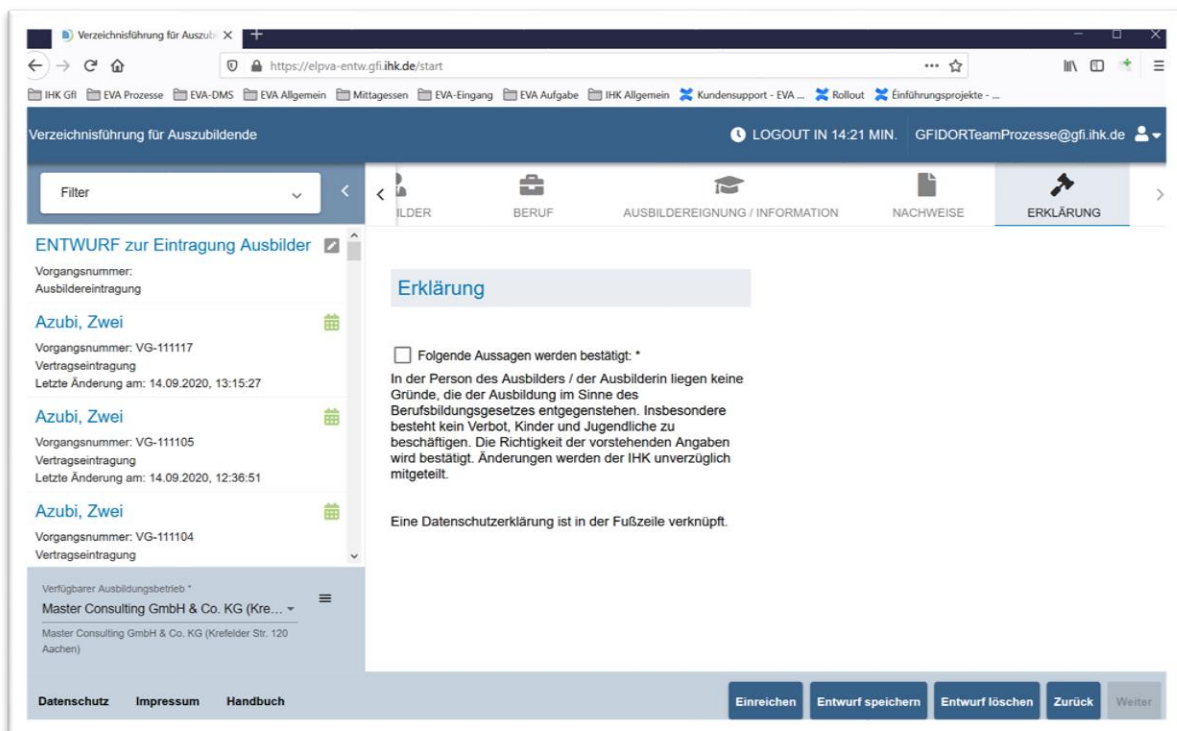 Verzeichnisführung für Auszubi
https://elpva-entw.gfi.ihk.de/start
IHK GfI EVA Prozesse EVA-DMS EVA Allgemein Mittagessen EVA-Eingang EVA Aufgabe IHK Allgemein Kundensupport - EVA ... Rollout Einführungsprojekte - ...
Verzeichnisführung für Auszubildende
LOGOUT IN 14:21 MIN. GFIDORTeamProzesse@gfi.ihk.de
Filter
ILDER BERUF AUSBILDEREIGNUNG / INFORMATION NACHWEISE ERKLÄRUNG
ENTWURF zur Eintragung Ausbilder
Vorgangsnummer:
Ausbildereintragung
Azubi, Zwei
Vorgangsnummer: VG-111117
Vertragseintragung
Letzte Änderung am: 14.09.2020, 13:15:27
Azubi, Zwei
Vorgangsnummer: VG-111105
Vertragseintragung
Letzte Änderung am: 14.09.2020, 12:36:51
Azubi, Zwei
Vorgangsnummer: VG-111104
Vertragseintragung
Verfügbarer Ausbildungsbetrieb *
Master Consulting GmbH & Co. KG (Kre...
Master Consulting GmbH & Co. KG (Krefelder Str. 120
Aachen)
Erklärung
Folgende Aussagen werden bestätigt: *
In der Person des Ausbilders / der Ausbilderin liegen keine
Gründe, die der Ausbildung im Sinne des
Berufsbildungsgesetzes entgegenstehen. Insbesondere
besteht kein Verbot, Kinder und Jugendliche zu
beschäftigen. Die Richtigkeit der vorstehenden Angaben
wird bestätigt. Änderungen werden der IHK unverzüglich
mitgeteilt.
Eine Datenschutzerklärung ist in der Fußzeile verknüpft.
Datenschutz Impressum Handbuch
Einreichen Entwurf speichern Entwurf löschen Zurück Weiter